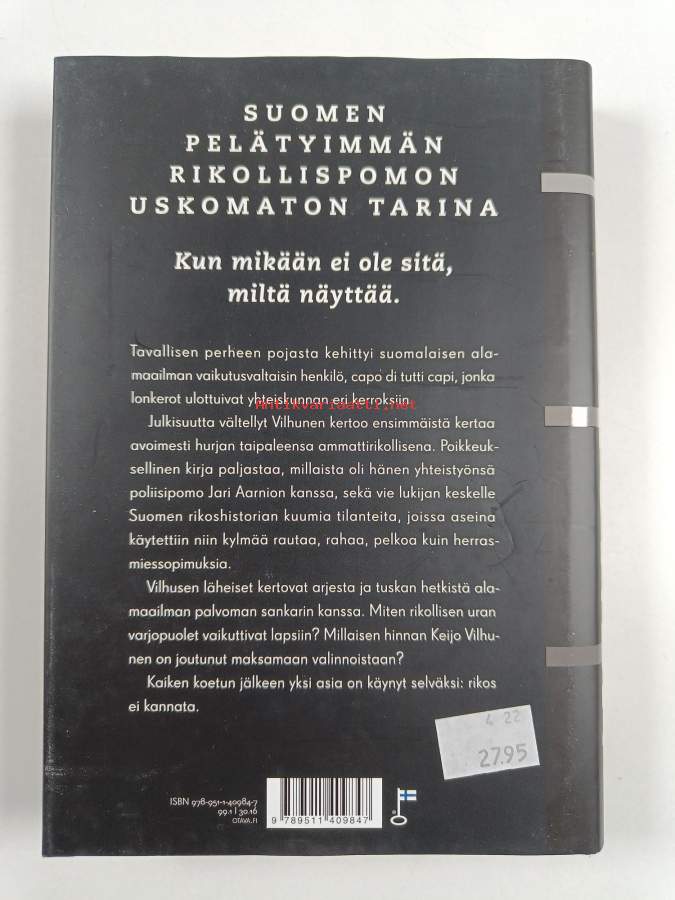 SUOMEN
PELÄTYIMMÄN
RIKOLLISPOMON
USKOMATON TARINA
Kun mikään ei ole sitä,
miltä näyttää.
Tavallisen perheen pojasta kehittyi suomalaisen ala-
maailman vaikutusvaltaisin henkilö, capo di tutti capi, jonka
lonkerot ulottuivat yhteiskunnan eri kerroksiin.
Antikvariaatti.net
Julkisuutta vältellyt Vilhunen kertoo ensimmäistä kertaa
avoimesti hurjan taipaleensa ammattirikollisena. Poikkeuk-
sellinen kirja paljastaa, millaista oli hänen yhteistyönsä
poliisipomo Jari Aarnion kanssa, sekä vie lukijan keskelle
Suomen rikoshistorian kuumia tilanteita, joissa aseina
käytettiin niin kylmää rautaa, rahaa, pelkoa kuin herras-
miessopimuksia.
Vilhusen läheiset kertovat arjesta ja tuskan hetkistä ala-
maailman palvoman sankarin kanssa. Miten rikollisen uran
varjopuolet vaikuttivat lapsiin? Millaisen hinnan Keijo Vilhu-
nen on joutunut maksamaan valinnoistaan?
Kaiken koetun jälkeen yksi asia on käynyt selväksi: rikos
ei kannata.
4 22
27.95
ISBN 978-951-1-40984-7
99.1 | 30.16
OTAVA.FI
9 789511 409847